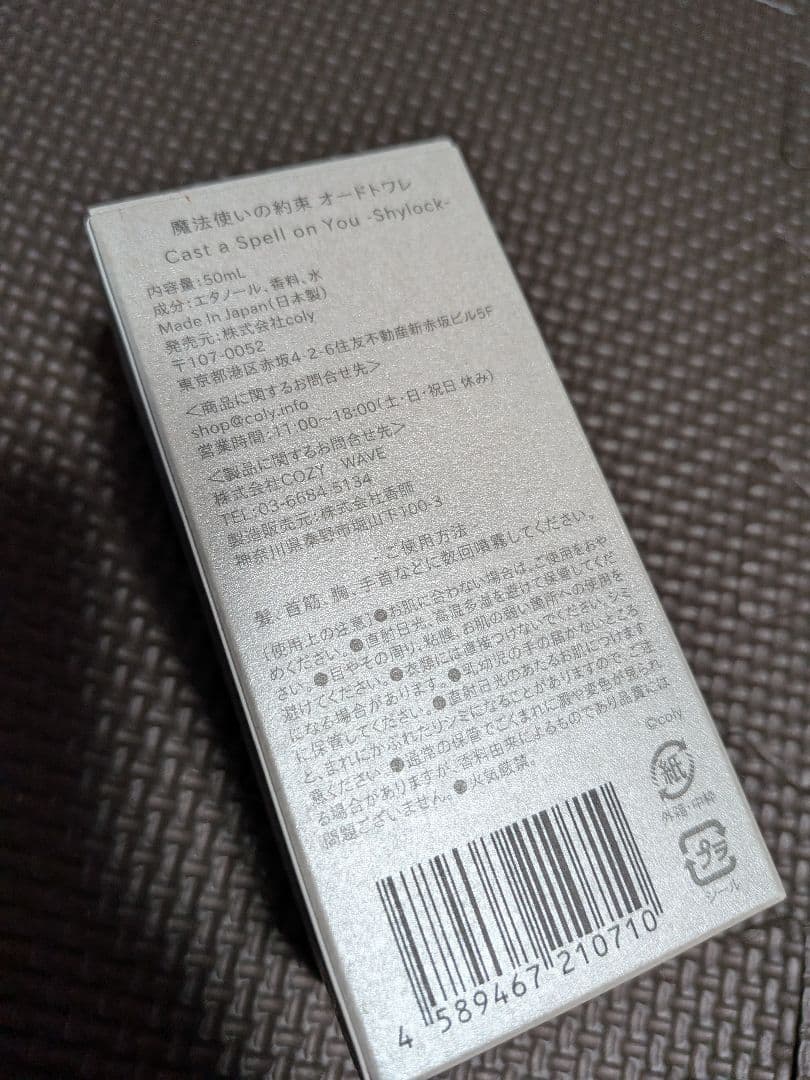 魔法使いの約束 オードトワレ
Cast a Spell on You -Shylock-
内容量:50mL
成分:エタノール、香料、水
Made in Japan(日本製)
発売元:株式会社coly
〒107-0052
東京都港区赤坂4-2-6住友不動産新赤坂ビル5F
<商品に関するお問合せ先>
shop@coly.info
営業時間:11:00〜18:00(土・日・祝日 休み)
<製品に関するお問合せ先>
株式会社COZY WAVE
TEL:03-6684-5134
製造販売元:株式会社香師
神奈川県秦野市堀山下100-3
- ご使用方法 -
髪、首筋、胸、手首などに数回噴霧してください。
(使用上の注意)●お肌に合わない場合は、ご使用をおや
めください。●直射日光、高温多湿を避けて保管してくだ
さい。●目やその周り、粘膜、お肌の弱い箇所への使用を
避けてください。●衣類には直接つけないでください、シミ
になる場合があります。●乳幼児の手の届かないところ
に保管してください。●直射日光のあたるお肌につけます
と、まれにかぶれたりシミになることがありますので、ご注
意ください。●通常の保管でごくまれに澱や変色が見られ
る場合がありますが、香料由来によるものであり品質には
問題ございません。●火気厳禁。
©coly
紙
外箱・中枠
プラ
シール
4 589467 210710